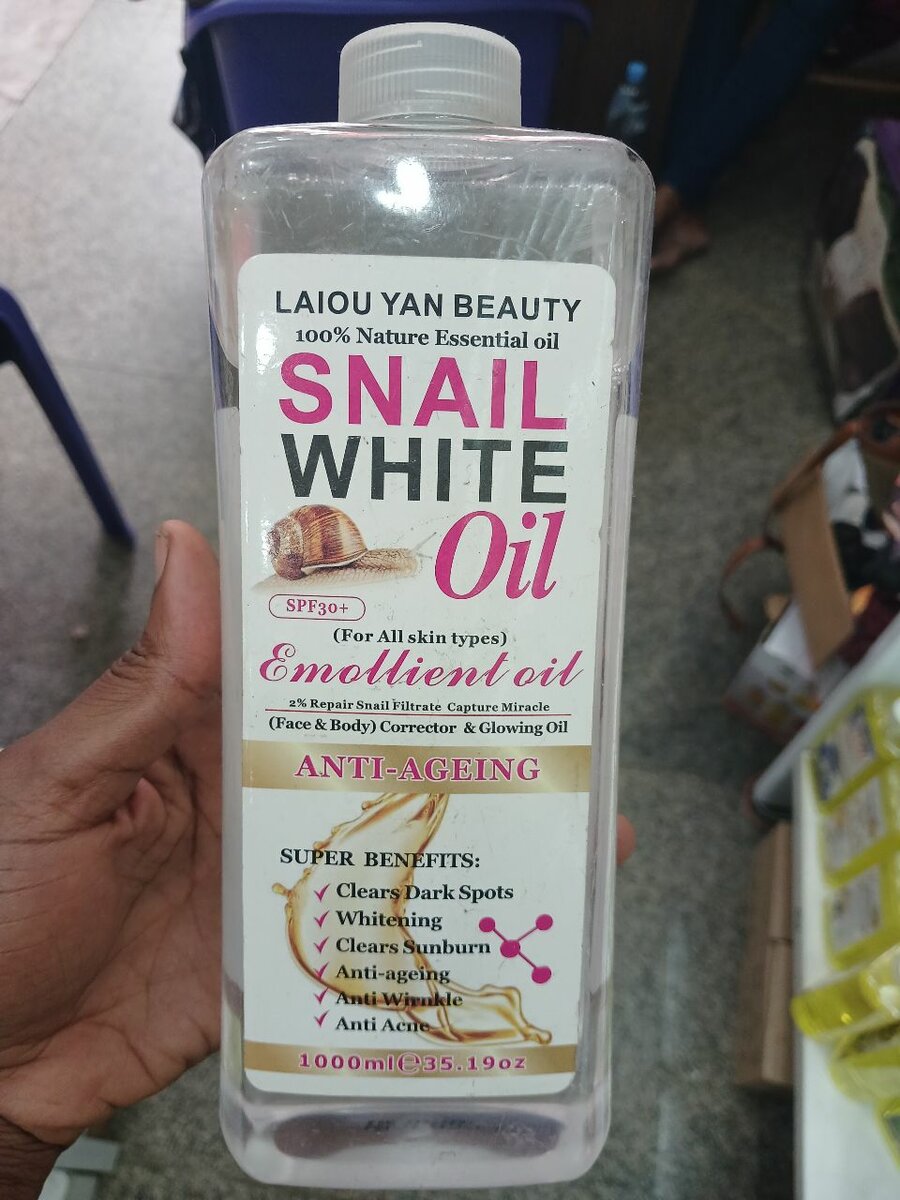 LAIOU YAN BEAUTY
100% Nature Essential oil
SNAIL
WHITE
Oil
SPF30+
(For All skin types)
Emollient oil
2% Repair Snail Filtrate Capture Miracle
(Face & Body) Corrector & Glowing Oil
ANTI-AGEING
SUPER BENEFITS:
✓ Clears Dark Spots
✓ Whitening
✓ Clears Sunburn
✓ Anti-ageing
✓ Anti Wrinkle
✓ Anti Acne
1000ml℮35.19oz